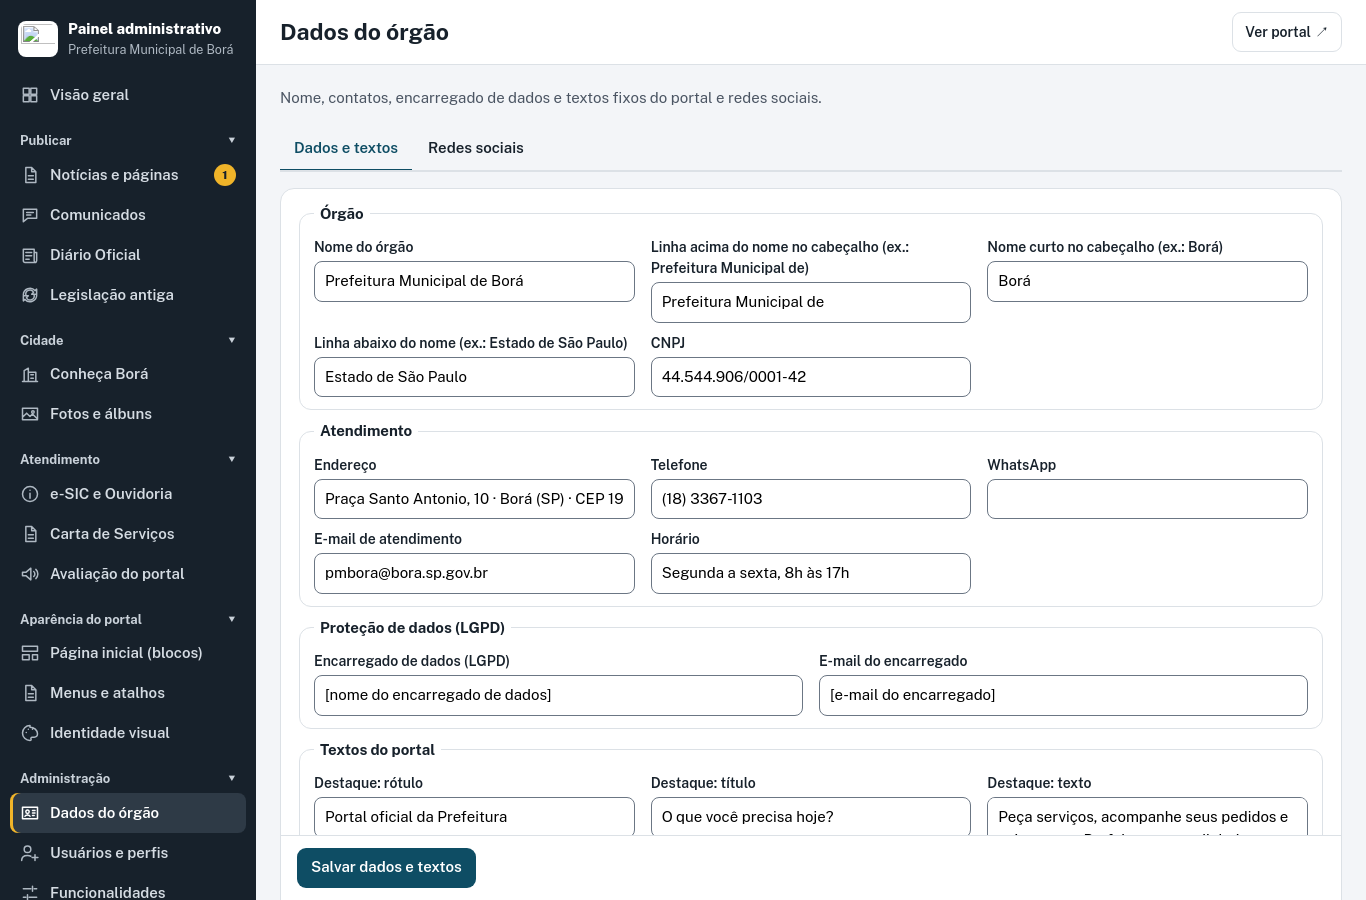 Painel administrativo
Prefeitura Municipal de Borá
Visão geral
Publicar
Notícias e páginas
1
Comunicados
Diário Oficial
Legislação antiga
Cidade
Conheça Borá
Fotos e álbuns
Atendimento
e-SIC e Ouvidoria
Carta de Serviços
Avaliação do portal
Aparência do portal
Página inicial (blocos)
Menus e atalhos
Identidade visual
Administração
Dados do órgão
Usuários e perfis
Funcionalidades
Dados do órgão
Ver portal ↗
Nome, contatos, encarregado de dados e textos fixos do portal e redes sociais.
Dados e textos
Redes sociais
Órgão
Nome do órgão
Prefeitura Municipal de Borá
Linha acima do nome no cabeçalho (ex.:
Prefeitura Municipal de)
Prefeitura Municipal de
Nome curto no cabeçalho (ex.: Borá)
Borá
Linha abaixo do nome (ex.: Estado de São Paulo)
Estado de São Paulo
CNPJ
44.544.906/0001-42
Atendimento
Endereço
Praça Santo Antonio, 10 · Borá (SP) · CEP 19
Telefone
(18) 3367-1103
WhatsApp
E-mail de atendimento
pmbora@bora.sp.gov.br
Horário
Segunda a sexta, 8h às 17h
Proteção de dados (LGPD)
Encarregado de dados (LGPD)
[nome do encarregado de dados]
E-mail do encarregado
[e-mail do encarregado]
Textos do portal
Destaque: rótulo
Portal oficial da Prefeitura
Destaque: título
O que você precisa hoje?
Destaque: texto
Peça serviços, acompanhe seus pedidos e
Salvar dados e textos